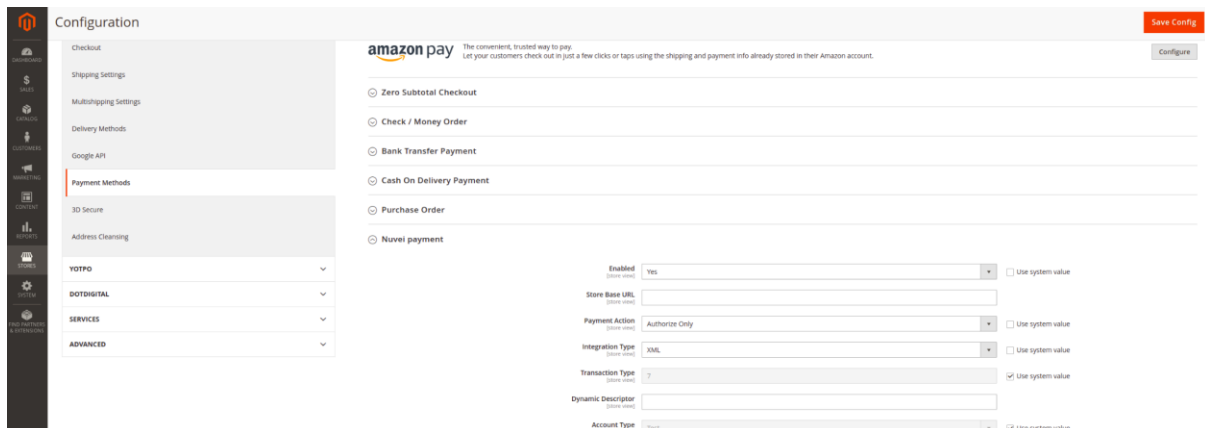 Configuration
Save Config
DASHBOARD
SALES
CATALOG
CUSTOMERS
MARKETING
CONTENT
REPORTS
STORES
SYSTEM
FIND PARTNERS
& EXTENSIONS
Checkout
Shipping Settings
Multishipping Settings
Delivery Methods
Google API
Payment Methods
3D Secure
Address Cleansing
YOTPO
DOTDIGITAL
SERVICES
ADVANCED
amazon pay
The convenient, trusted way to pay.
Let your customers check out in just a few clicks or taps using the shipping and payment info already stored in their Amazon account.
Configure
Zero Subtotal Checkout
Check / Money Order
Bank Transfer Payment
Cash On Delivery Payment
Purchase Order
Nuvei payment
Enabled Yes Use system value
[store view]
Store Base URL
[store view]
Payment Action Authorize Only Use system value
[store view]
Integration Type XML Use system value
[store view]
Transaction Type 7 Use system value
[store view]
Dynamic Descriptor
[store view]
Account Type Test Use system value